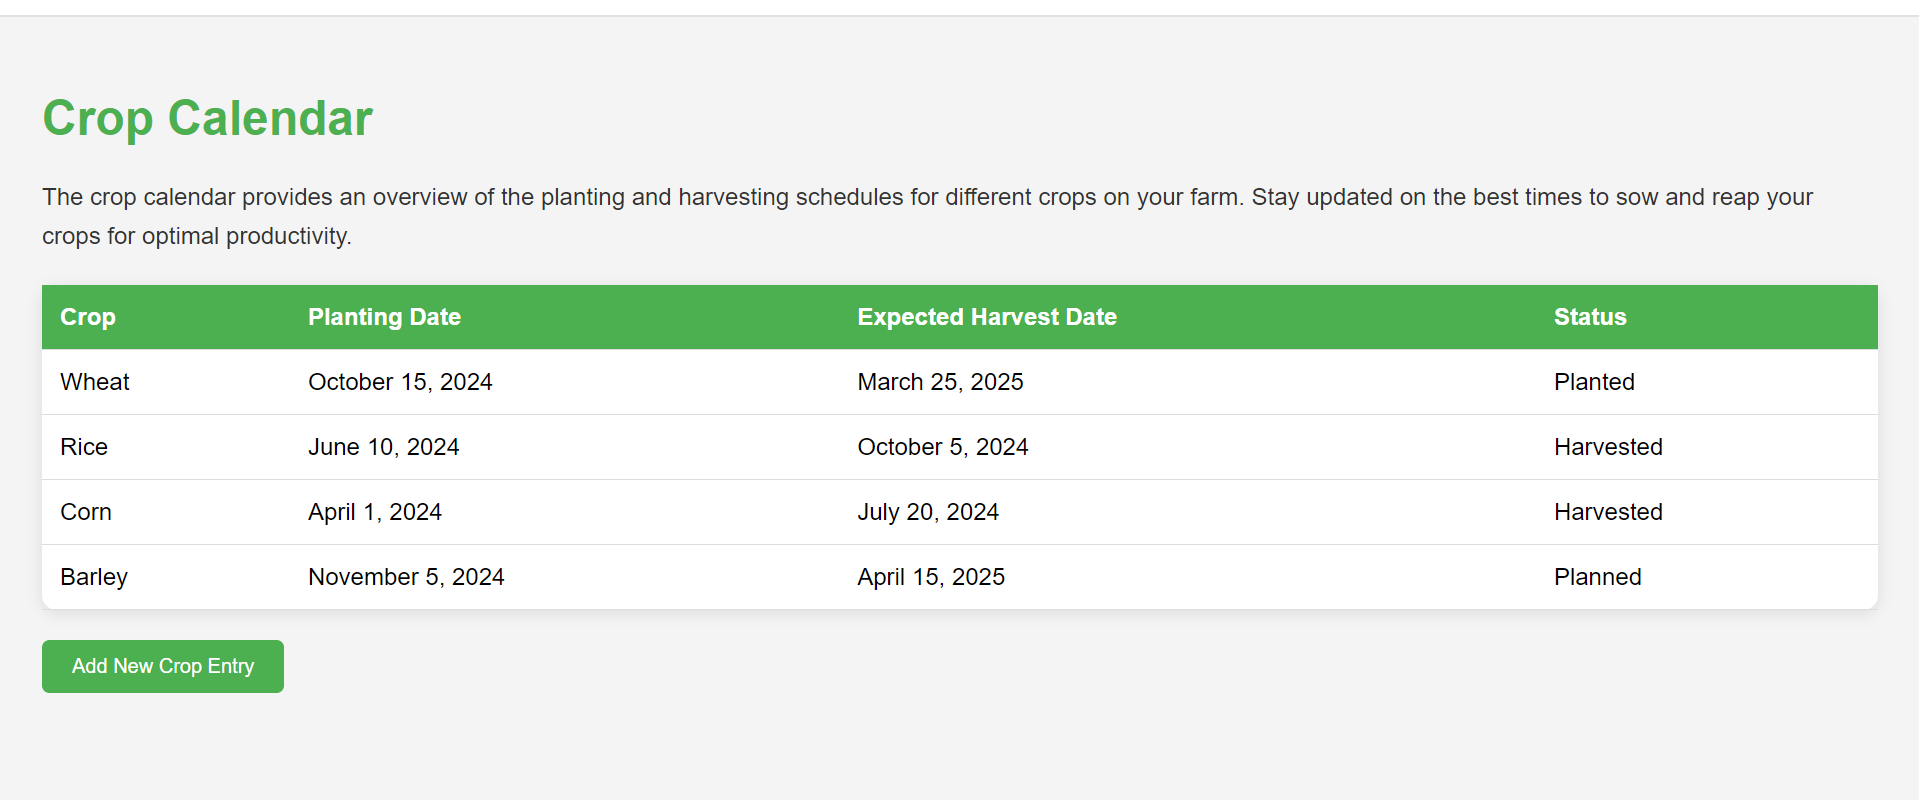 Crop Calendar
The crop calendar provides an overview of the planting and harvesting schedules for different crops on your farm. Stay updated on the best times to sow and reap your
crops for optimal productivity.
Crop Planting Date Expected Harvest Date Status
Wheat October 15, 2024 March 25, 2025 Planted
Rice June 10, 2024 October 5, 2024 Harvested
Corn April 1, 2024 July 20, 2024 Harvested
Barley November 5, 2024 April 15, 2025 Planned
Add New Crop Entry